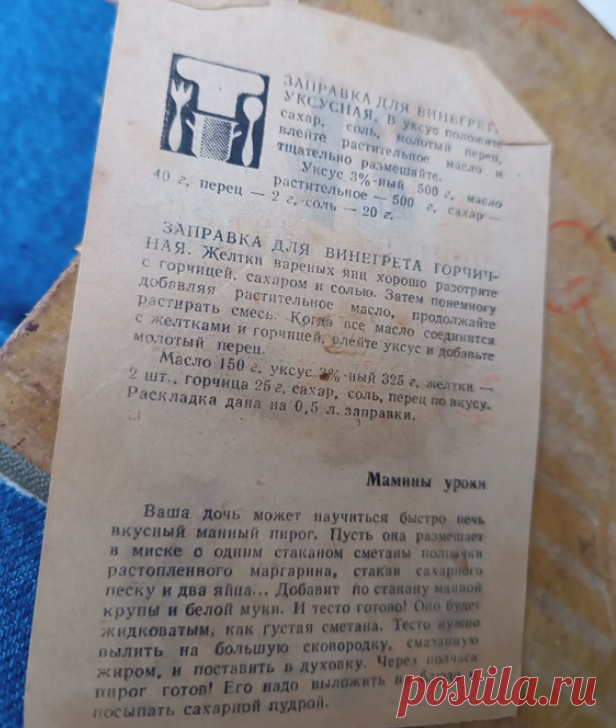 ЗАПРАВКА ДЛЯ ВИНЕГРЕТА
УКСУСНАЯ. В уксус положите
сахар, соль, молотый перец,
влейте растительное масло и
тщательно размешайте.
Уксус 3%-ный 500 г, масло
растительное — 500 г, сахар —
40 г, перец — 2 г, соль — 20 г.
ЗАПРАВКА ДЛЯ ВИНЕГРЕТА ГОРЧИЧ-
НАЯ. Желтки вареных яиц хорошо разотрите
с горчицей, сахаром и солью. Затем понемногу
добавляя растительное масло, продолжайте
растирать смесь. Когда все масло соединится
с желтками и горчицей, влейте уксус и добавьте
молотый перец.
Масло 150 г, уксус 3%-ный 325 г, желтки —
2 шт., горчица 25 г, сахар, соль, перец по вкусу.
Раскладка дана на 0,5 л. заправки.
Мамины уроки
Ваша дочь может научиться быстро печь
вкусный манный пирог. Пусть она размешает
в миске с одним стаканом сметаны полпачки
растопленного маргарина, стакан сахарного
песку и два яйца... Добавит по стакану манной
крупы и белой муки. И тесто готово! Оно будет
жидковатым, как густая сметана. Тесто нужно
вылить на большую сковородку, смазанную
жиром, и поставить в духовку. Через полчаса
пирог готов! Его надо выложить на
посыпать сахарной пудрой.
postila.ru